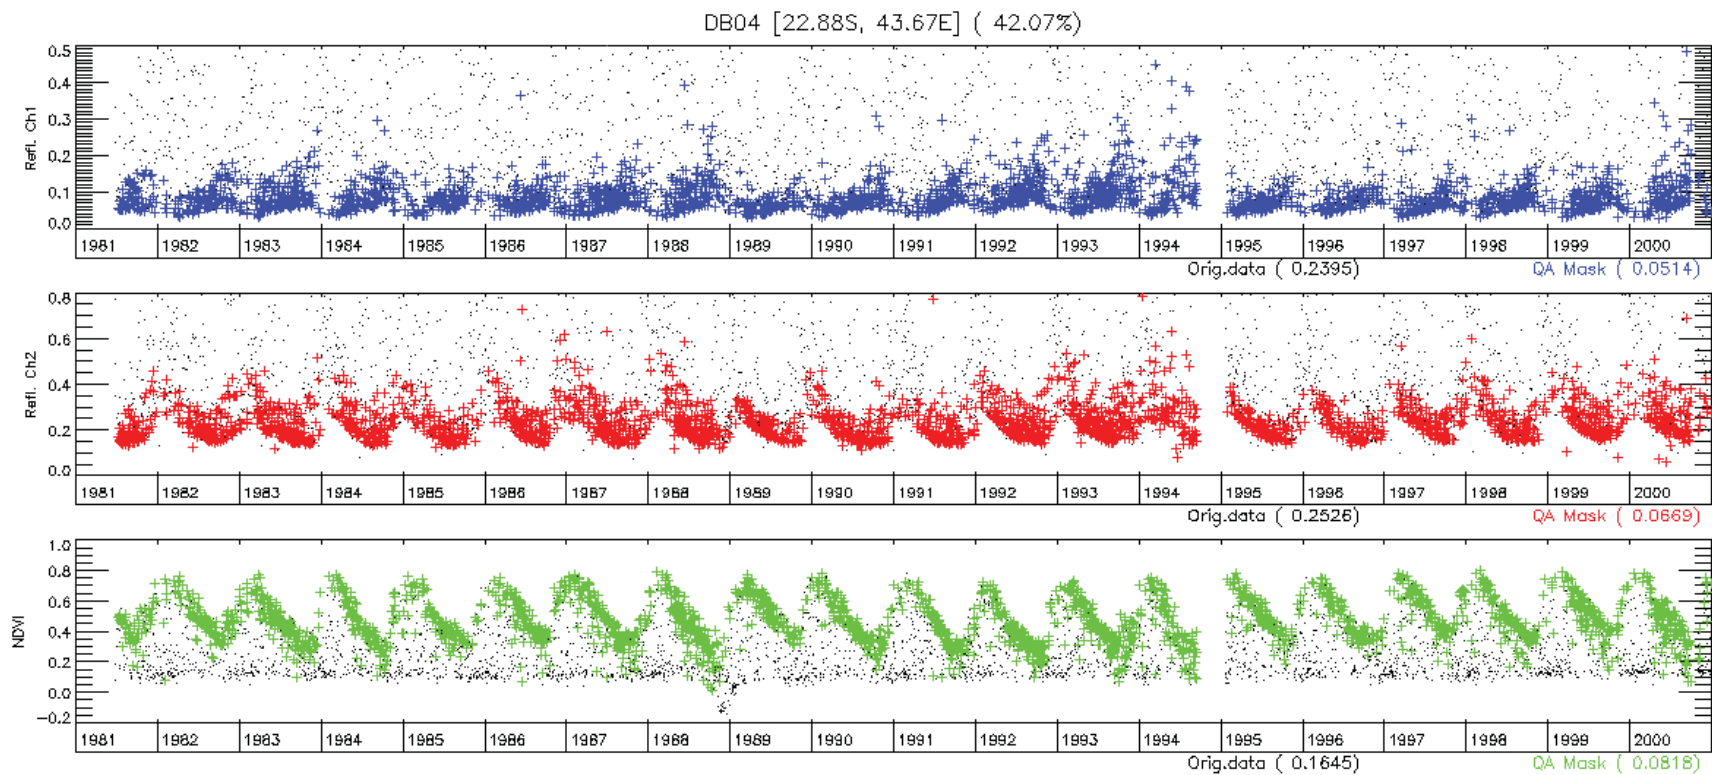 DB04 [22.88S, 43.67E] ( 42.07%)
Refl. Ch1
0.5
0.4
0.3
0.2
0.1
0.0
1981 1982 1983 1984 1985 1986 1987 1988 1989 1990 1991 1992 1993 1994 1995 1996 1997 1998 1999 2000
Orig.data ( 0.2395) QA Mask ( 0.0514)
Refl. Ch2
0.8
0.6
0.4
0.2
0.0
1981 1982 1983 1984 1985 1986 1987 1988 1989 1990 1991 1992 1993 1994 1995 1996 1997 1998 1999 2000
Orig.data ( 0.2526) QA Mask ( 0.0669)
NDVI
1.0
0.8
0.6
0.4
0.2
0.0
-0.2
1981 1982 1983 1984 1985 1986 1987 1988 1989 1990 1991 1992 1993 1994 1995 1996 1997 1998 1999 2000
Orig.data ( 0.1645) QA Mask ( 0.0818)